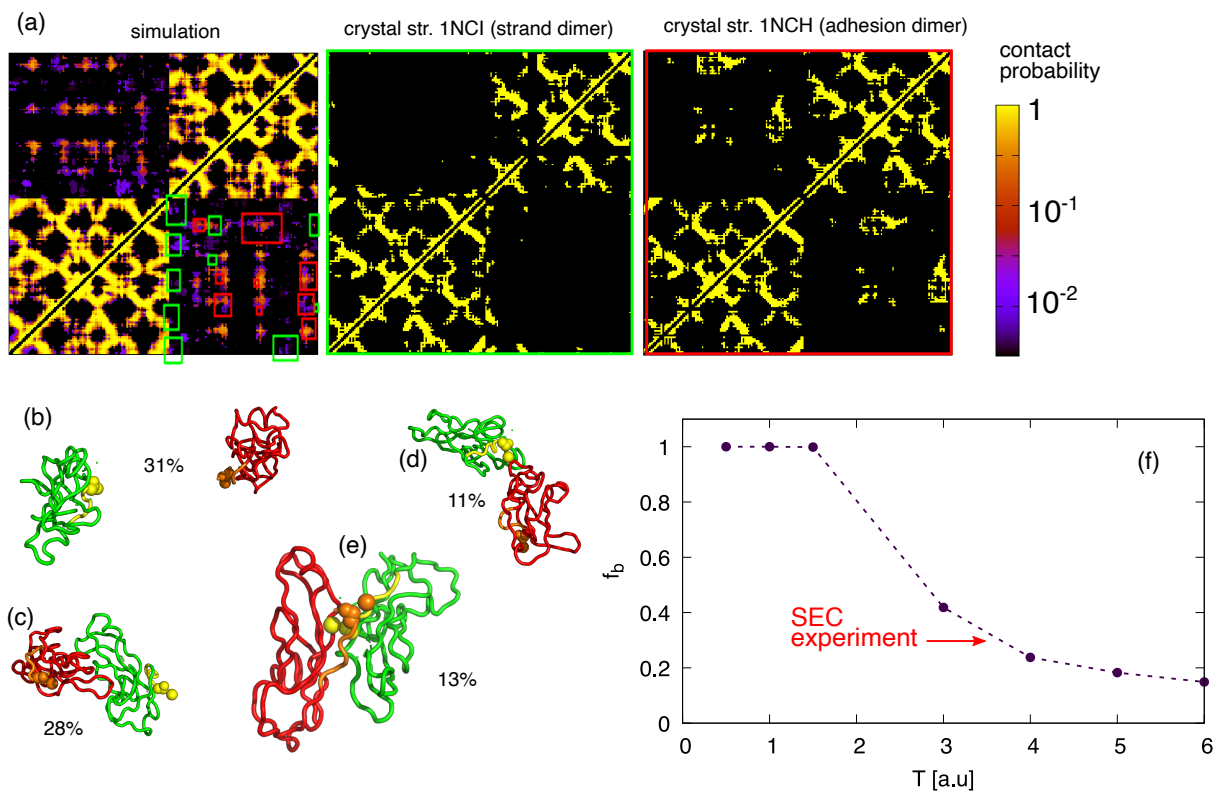 (a)
simulation
crystal str. 1NCI (strand dimer)
crystal str. 1NCH (adhesion dimer)
contact
probability
1
10-1
10-2
(b)
31%
(c)
28%
(d)
11%
(e)
13%
(f)
1
0.8
0.6
0.4
0.2
0
fb
SEC
experiment
0 1 2 3 4 5 6
T [a.u]